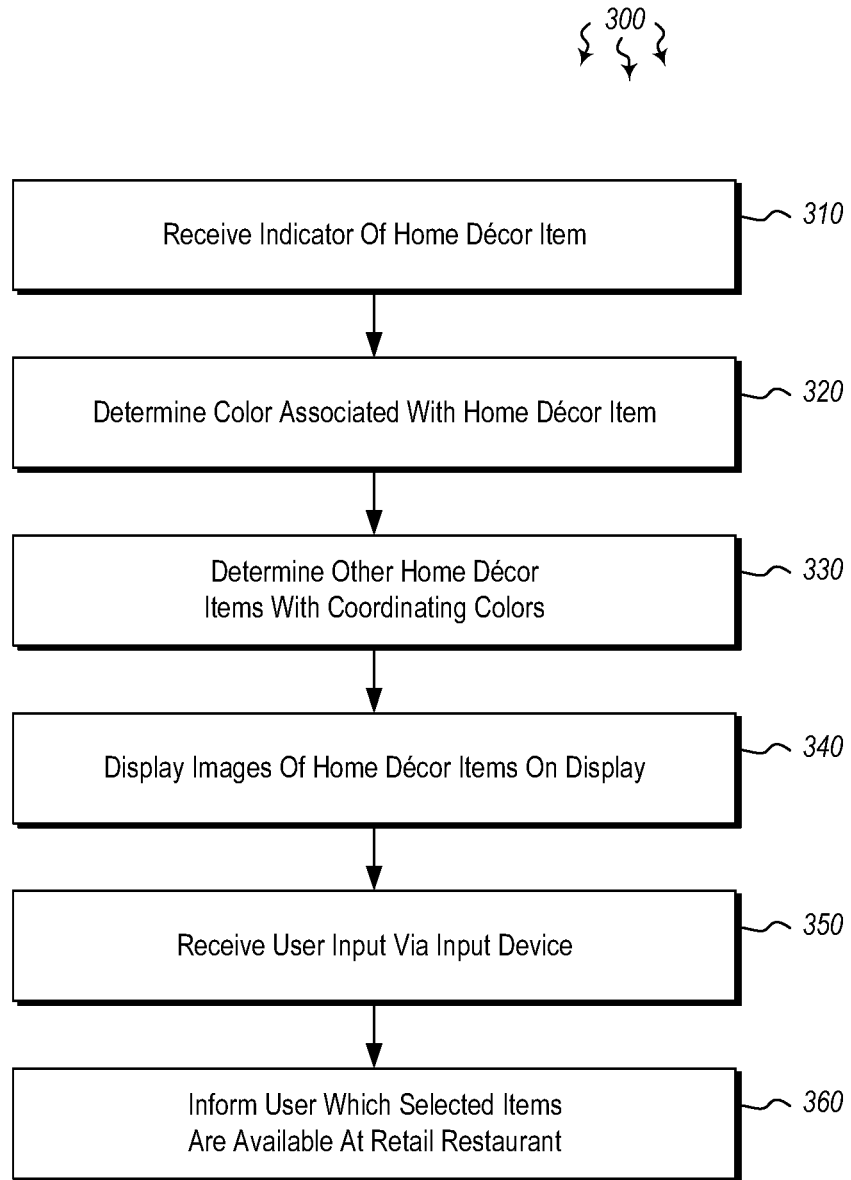 300
Receive Indicator Of Home Décor Item
310
Determine Color Associated With Home Décor Item
320
Determine Other Home Décor
Items With Coordinating Colors
330
Display Images Of Home Décor Items On Display
340
Receive User Input Via Input Device
350
Inform User Which Selected Items
Are Available At Retail Restaurant
360